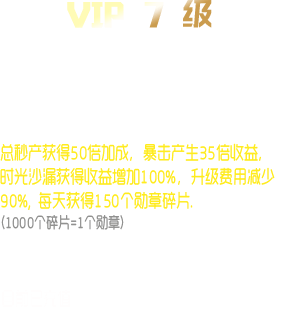 VIP 7 级
总秒产获得50倍加成，暴击产生35倍收益，
时光沙漏获得收益增加100%，升级费用减少
90%, 每天获得150个勋章碎片.
(1000个碎片=1个勋章)